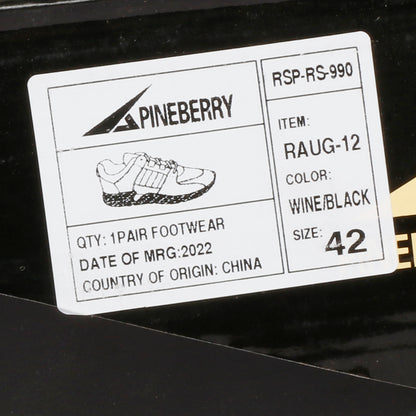 PINEBERRY
QTY: 1PAIR FOOTWEAR
DATE OF MRG:2022
COUNTRY OF ORIGIN: CHINA
RSP-RS-990
ITEM:
RAUG-12
COLOR:
WINE/BLACK
SIZE: 42